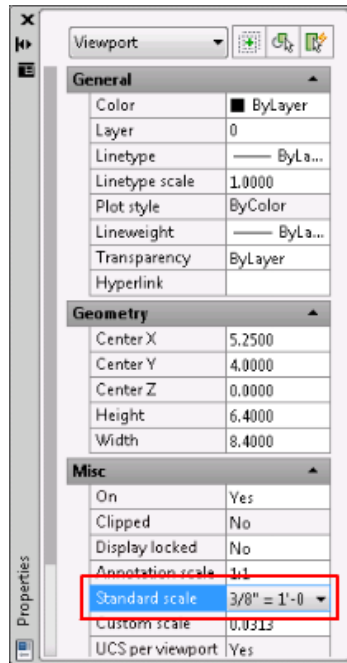 Viewport
General
Color ByLayer
Layer 0
Linetype ByLa...
Linetype scale 1.0000
Plot style ByColor
Lineweight ByLa...
Transparency ByLayer
Hyperlink
Geometry
Center X 5.2500
Center Y 4.0000
Center Z 0.0000
Height 6.4000
Width 8.4000
Misc
On Yes
Clipped No
Display locked No
Annotation scale 1:1
Standard scale 3/8" = 1'-0
Custom scale 0.0313
UCS per viewport Yes
Properties